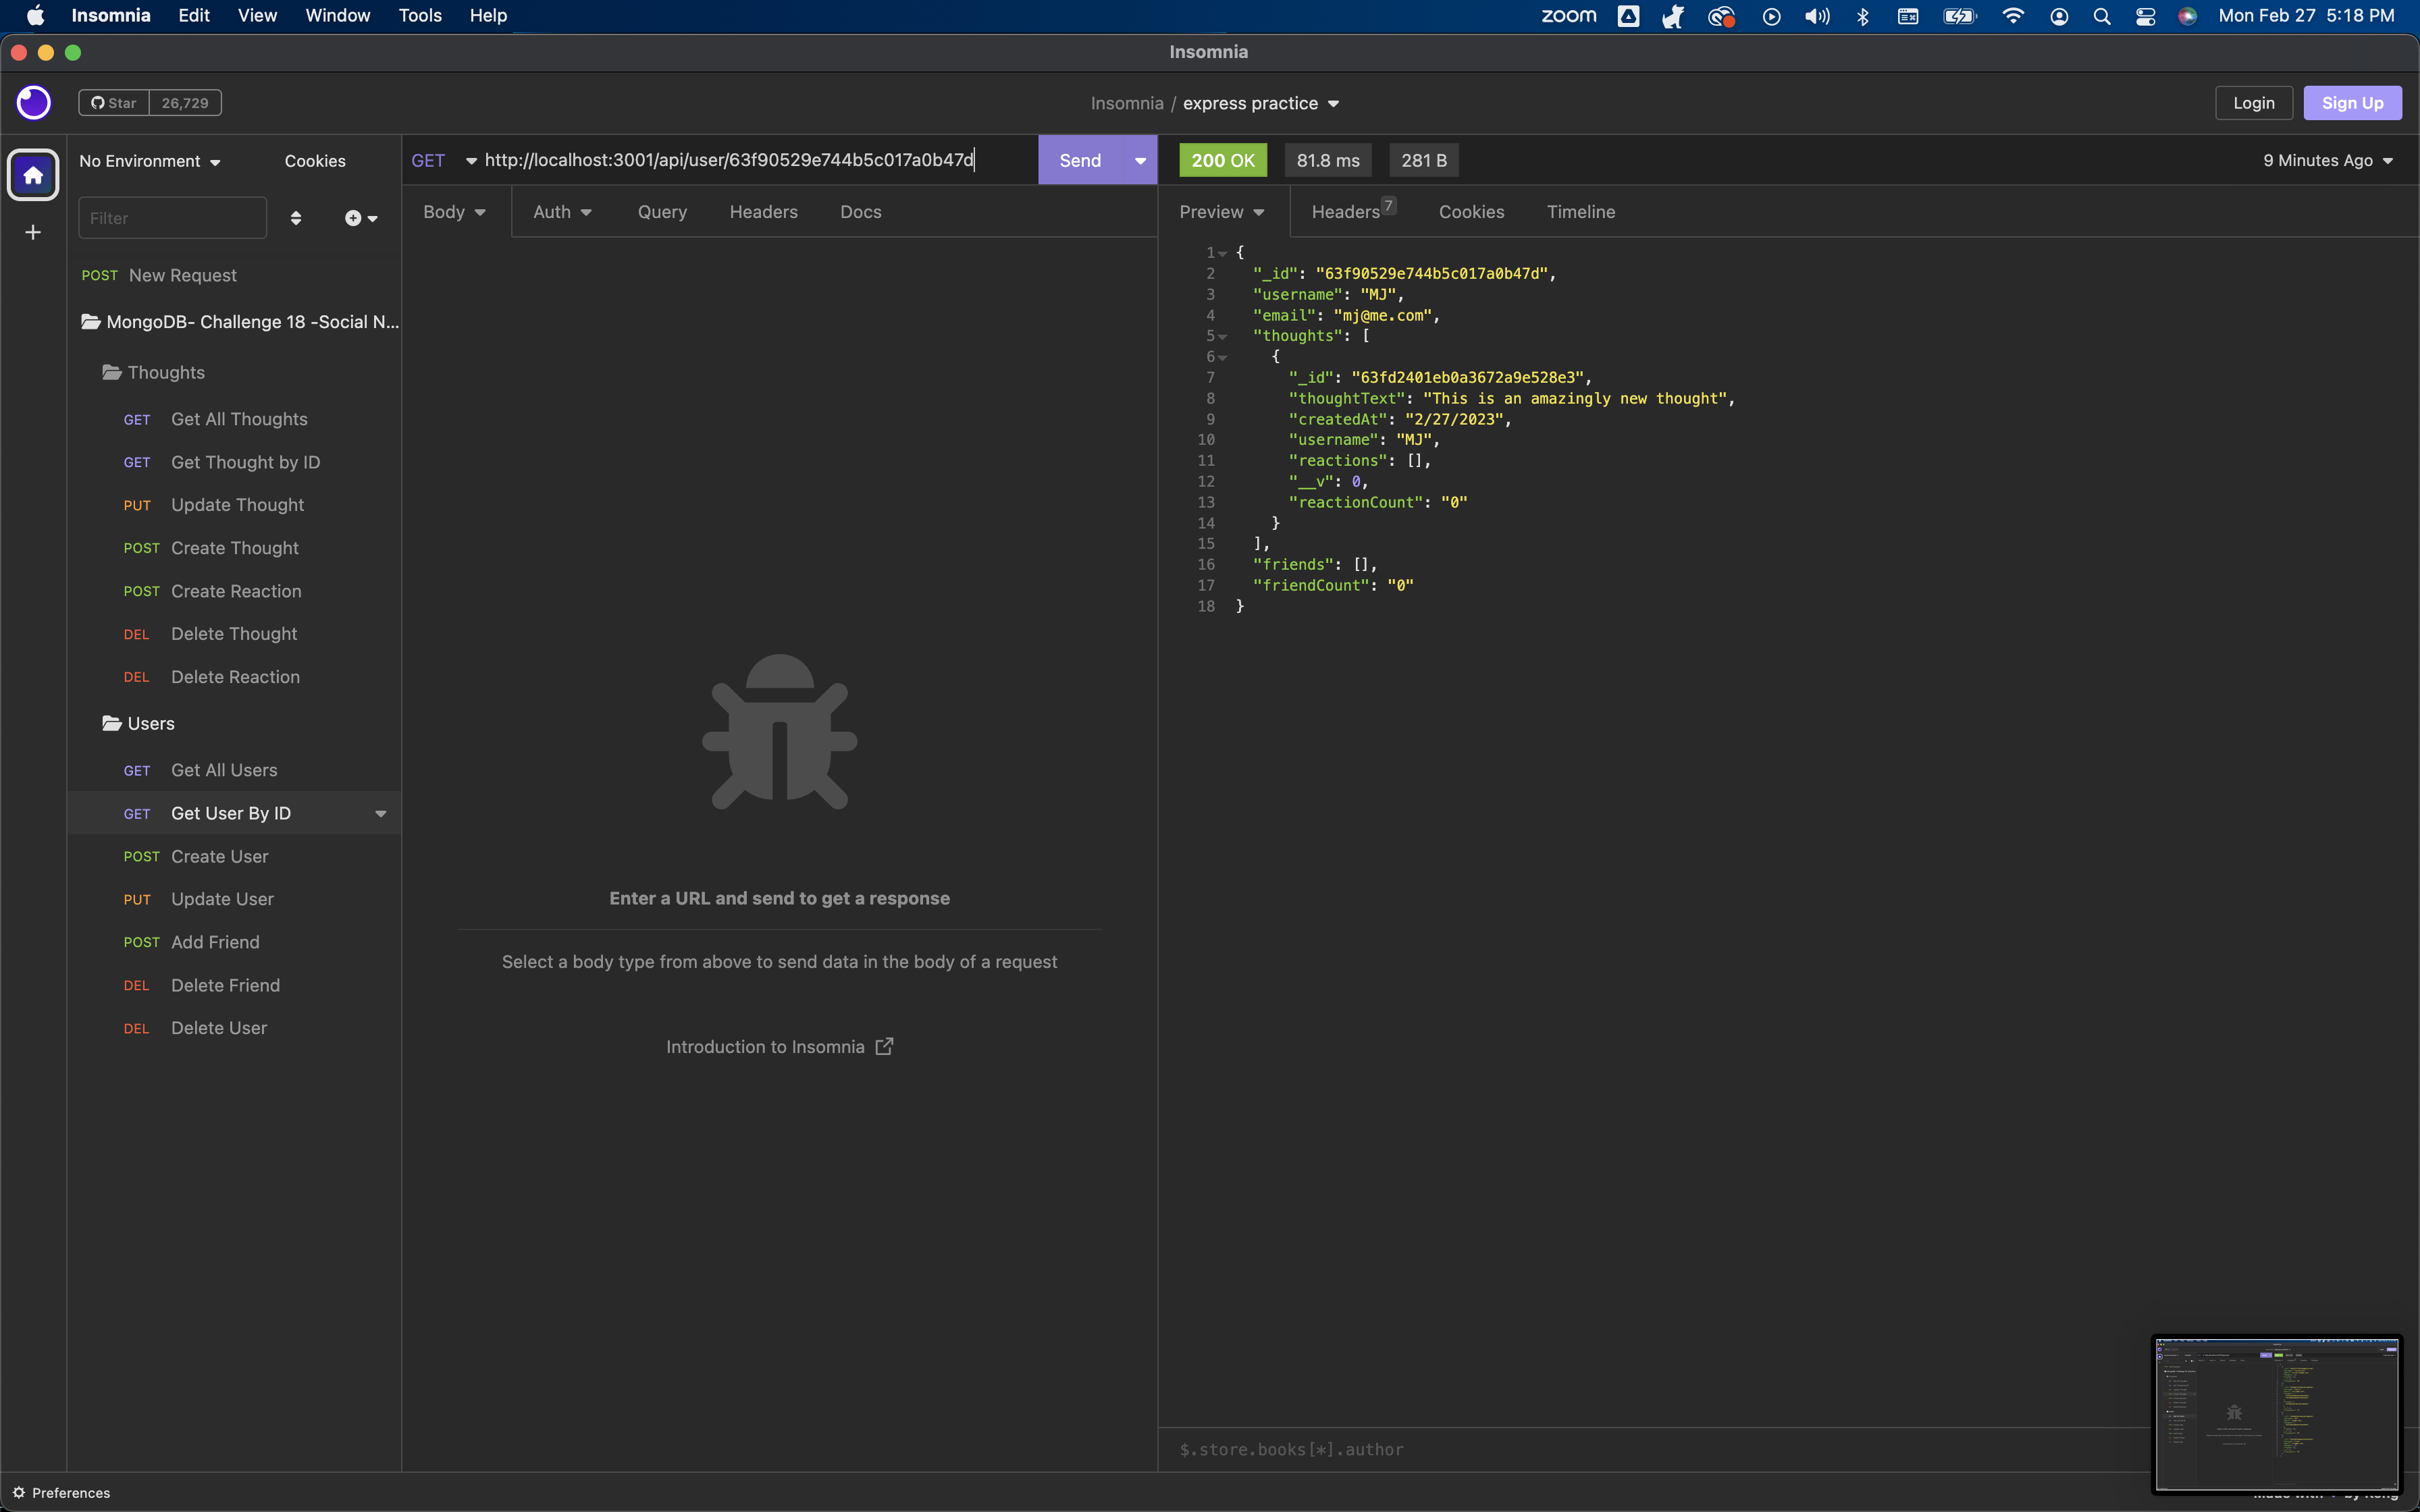 Insomnia Edit View Window Tools Help zoom Mon Feb 27 5:18 PM
Insomnia
Star 26,729 Insomnia / express practice Login Sign Up
No Environment Cookies
Filter
POST New Request
MongoDB- Challenge 18 -Social N...
Thoughts
GET Get All Thoughts
GET Get Thought by ID
PUT Update Thought
POST Create Thought
POST Create Reaction
DEL Delete Thought
DEL Delete Reaction
Users
GET Get All Users
GET Get User By ID
POST Create User
PUT Update User
POST Add Friend
DEL Delete Friend
DEL Delete User
GET http://localhost:3001/api/user/63f90529e744b5c017a0b47d Send
Body Auth Query Headers Docs
Enter a URL and send to get a response
Select a body type from above to send data in the body of a request
Introduction to Insomnia
200 OK 81.8 ms 281 B 9 Minutes Ago
Preview Headers 7 Cookies Timeline
1 {
2 "_id": "63f90529e744b5c017a0b47d",
3 "username": "MJ",
4 "email": "mj@me.com",
5 "thoughts": [
6 {
7 "_id": "63fd2401eb0a3672a9e528e3",
8 "thoughtText": "This is an amazingly new thought",
9 "createdAt": "2/27/2023",
10 "username": "MJ",
11 "reactions": [],
12 "__v": 0,
13 "reactionCount": "0"
14 }
15 ],
16 "friends": [],
17 "friendCount": "0"
18 }
$.store.books[*].author
Preferences